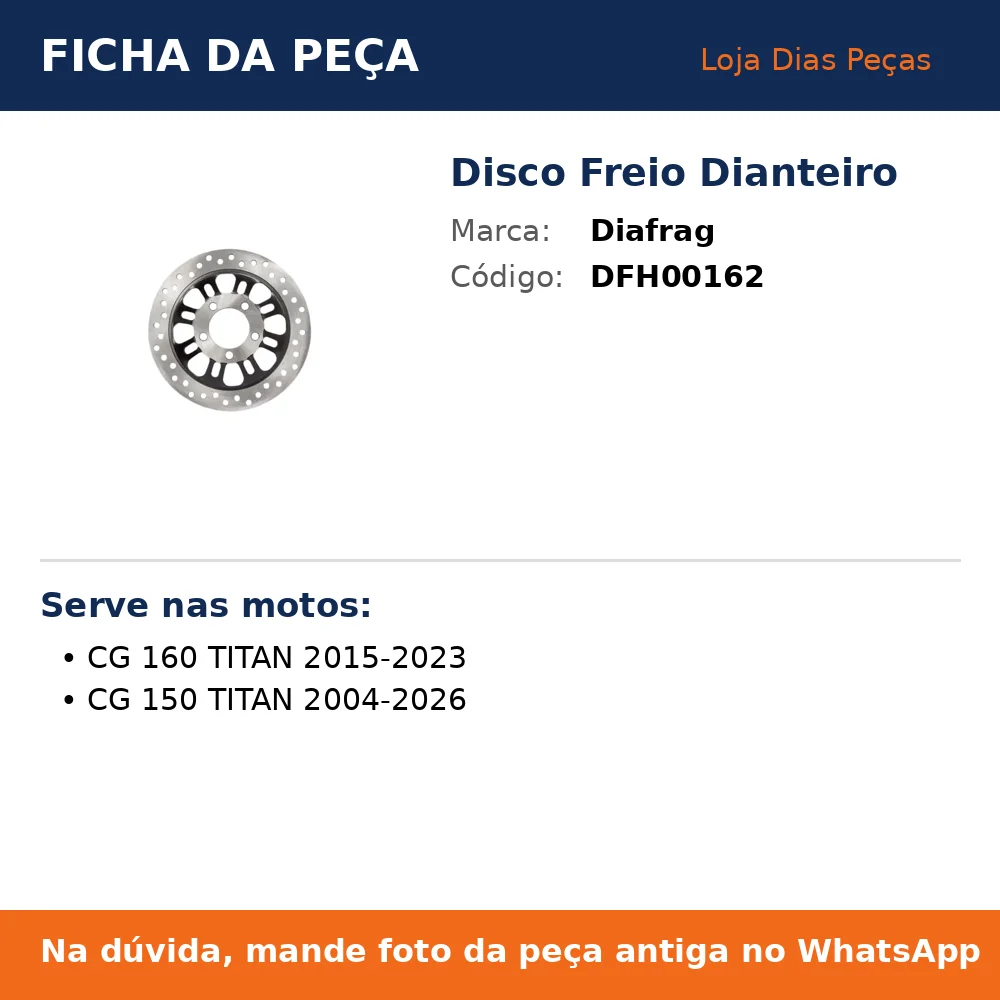 FICHA DA PEÇA
Loja Dias Peças
Disco Freio Dianteiro
Marca: Diafrag
Código: DFH00162
Serve nas motos:
• CG 160 TITAN 2015-2023
• CG 150 TITAN 2004-2026
Na dúvida, mande foto da peça antiga no WhatsApp